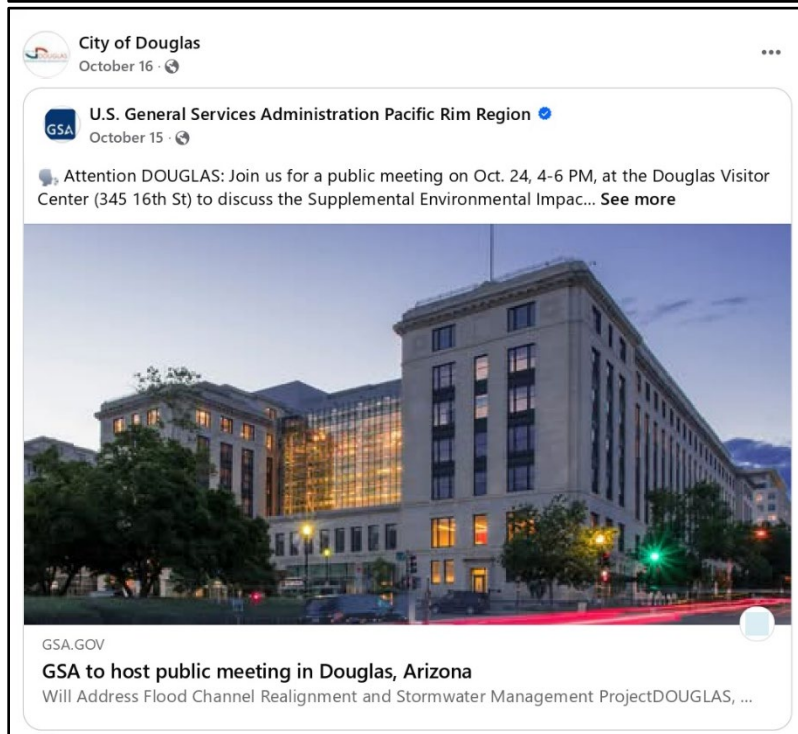 City of Douglas
October 16 ·
DOUGLAS
U.S. General Services Administration Pacific Rim Region
GSA
October 15 ·
Attention DOUGLAS: Join us for a public meeting on Oct. 24, 4-6 PM, at the Douglas Visitor
Center (345 16th St) to discuss the Supplemental Environmental Impac... See more
GSA.GOV
GSA to host public meeting in Douglas, Arizona
Will Address Flood Channel Realignment and Stormwater Management ProjectDOUGLAS, ...